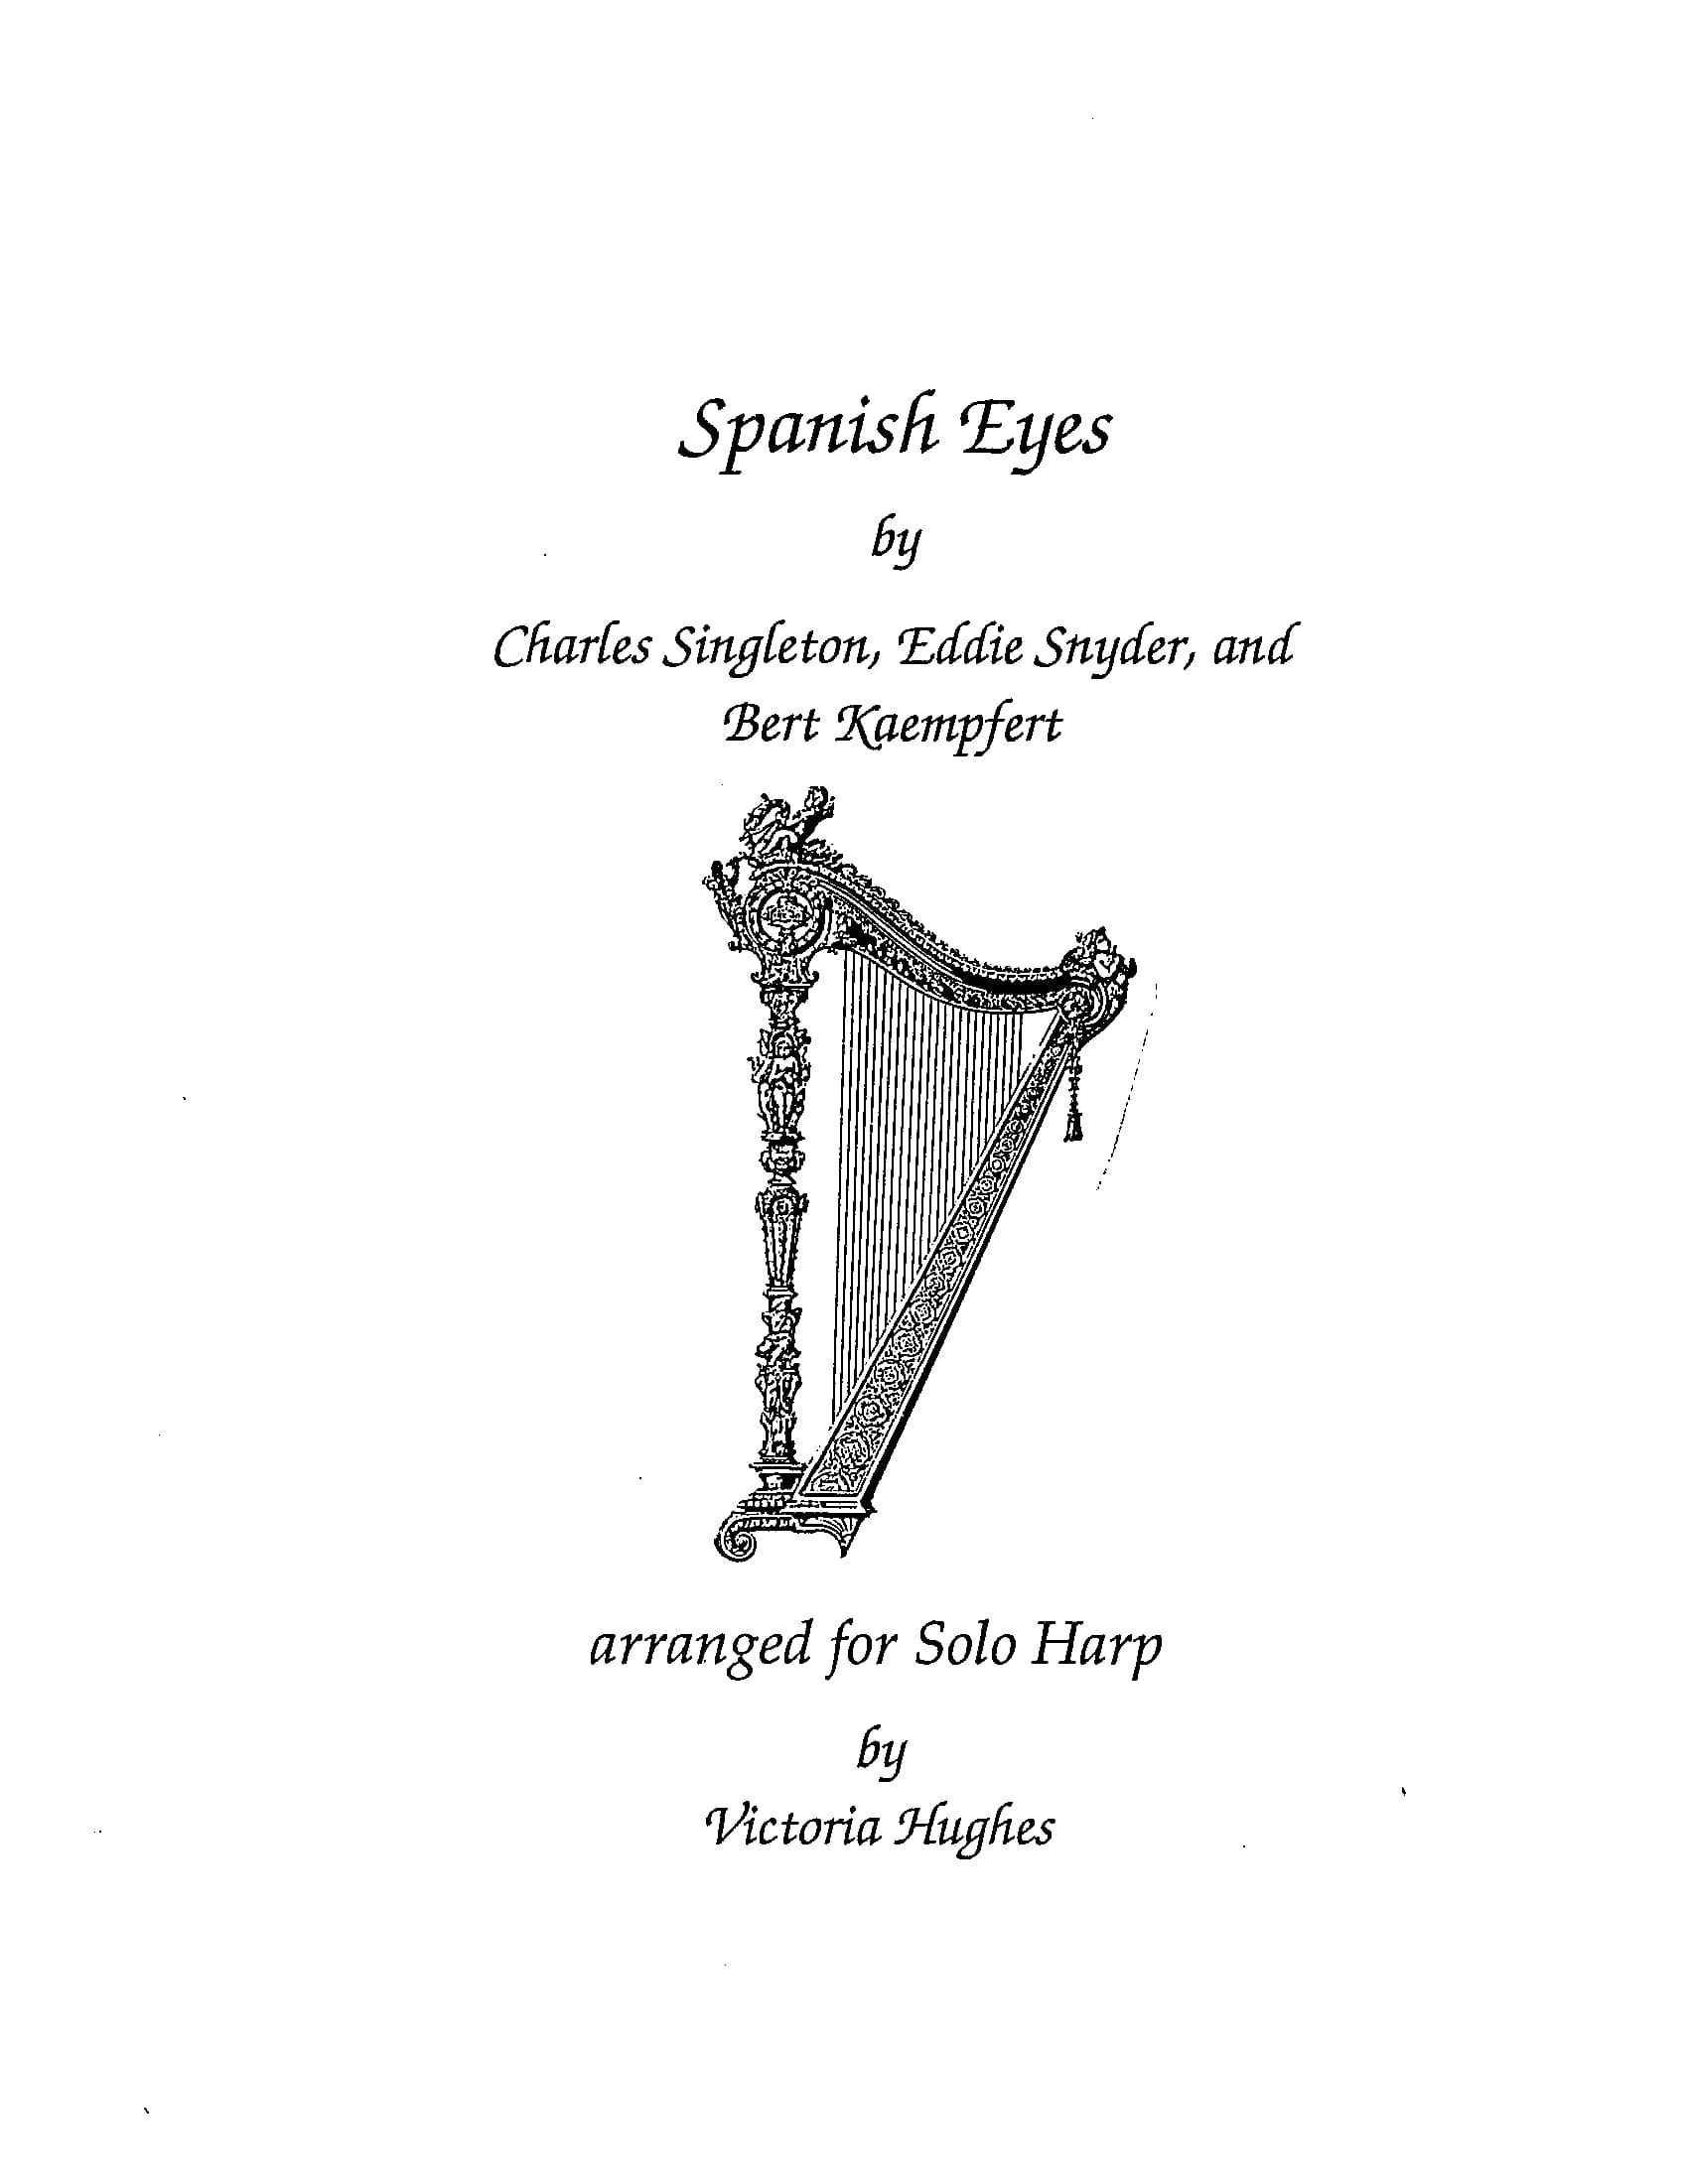 Spanish Eyes
by
Charles Singleton, Eddie Snyder, and
Bert Kaempfert
arranged for Solo Harp
by
Victoria Hughes